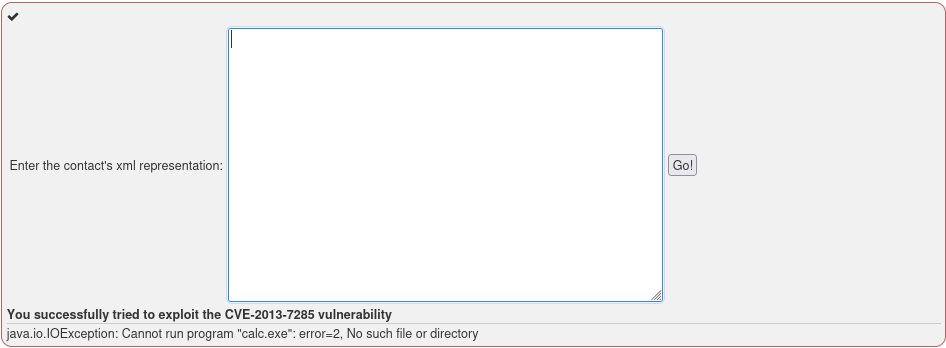 Enter the contact's xml representation:
Go!
You successfully tried to exploit the CVE-2013-7285 vulnerability
java.io.IOException: Cannot run program "calc.exe": error=2, No such file or directory